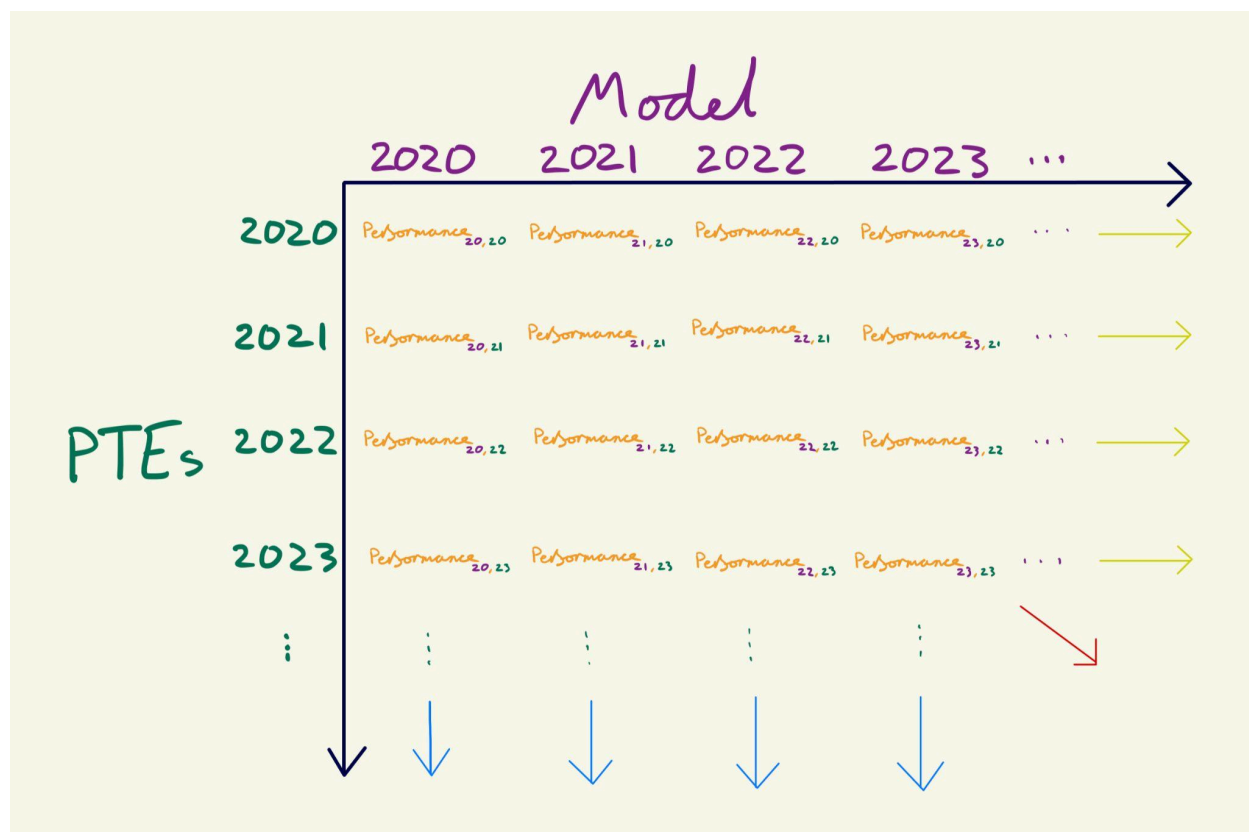 Model
2020 2021 2022 2023 ...
2020 Performance20,20 Performance21,20 Performance22,20 Performance23,20 ...
2021 Performance20,21 Performance21,21 Performance22,21 Performance23,21 ...
PTEs
2022 Performance20,22 Performance21,22 Performance22,22 Performance23,22 ...
2023 Performance20,23 Performance21,23 Performance22,23 Performance23,23 ...